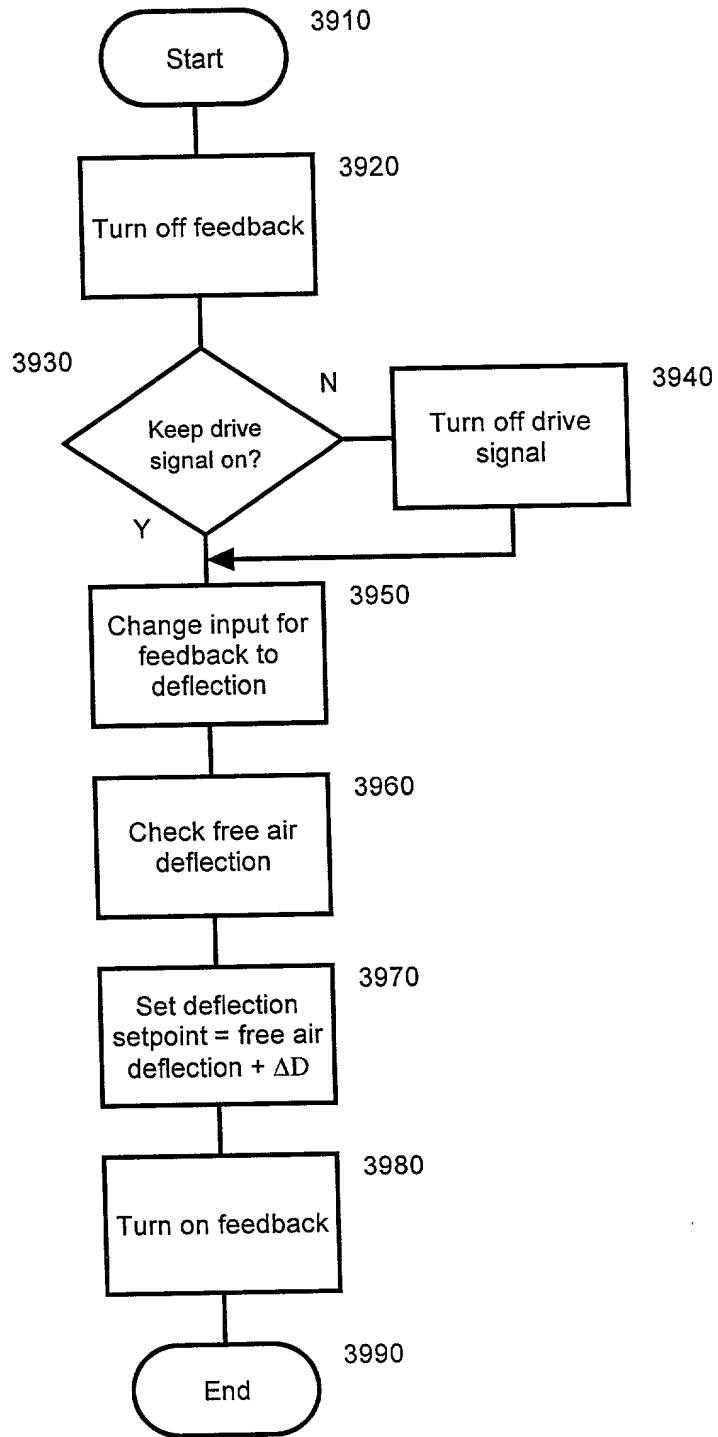 3910
Start
3920
Turn off feedback
3930
Keep drive
signal on?
N
Y
3940
Turn off drive
signal
3950
Change input for
feedback to
deflection
3960
Check free air
deflection
3970
Set deflection
setpoint = free air
deflection + ΔD
3980
Turn on feedback
3990
End